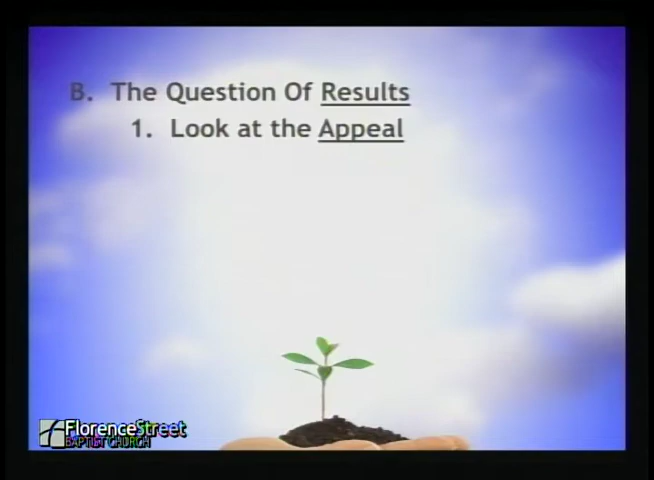 B. The Question Of Results
1. Look at the Appeal
FlorenceStreet
BAPTIST CHURCH